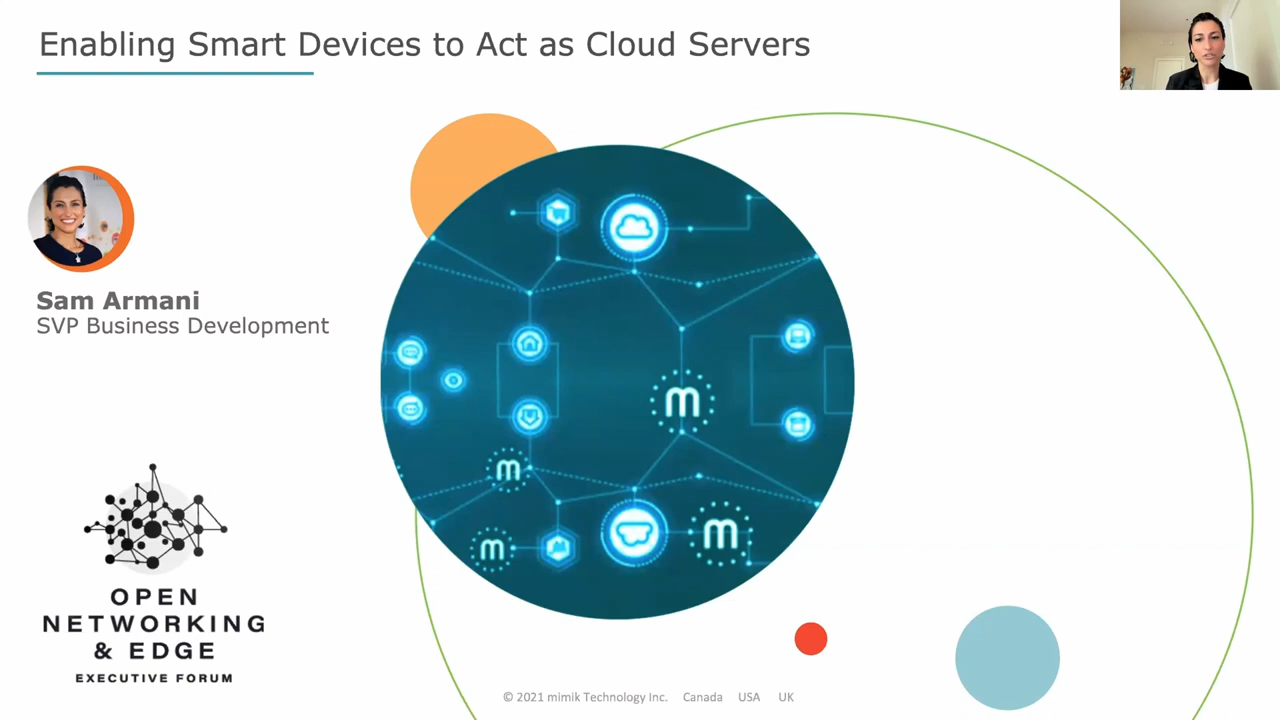 Enabling Smart Devices to Act as Cloud Servers
Sam Armani
SVP Business Development
m
m
m
m
OPEN
NETWORKING
& EDGE
EXECUTIVE FORUM
© 2021 mimik Technology Inc. Canada USA UK